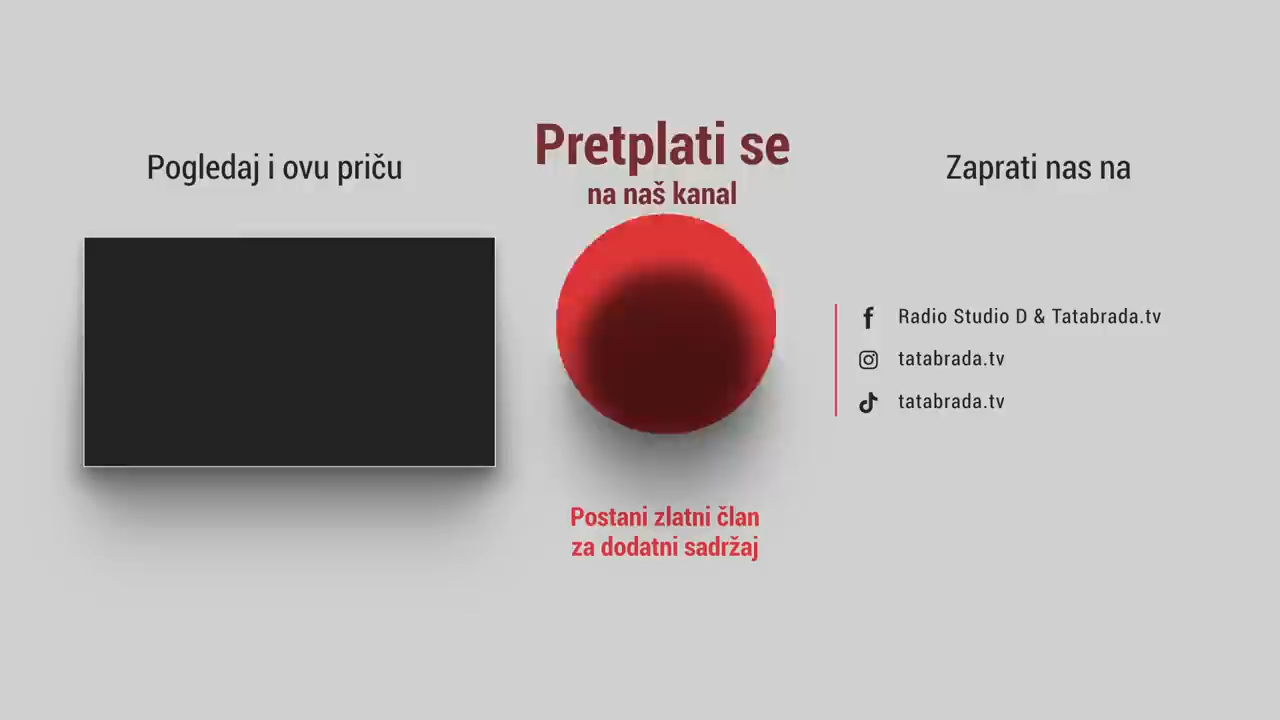 Pogledaj i ovu priču
Pretplati se
na naš kanal
Postani zlatni član
za dodatni sadržaj
Zaprati nas na
Radio Studio D & Tatabrada.tv
tatabrada.tv
tatabrada.tv